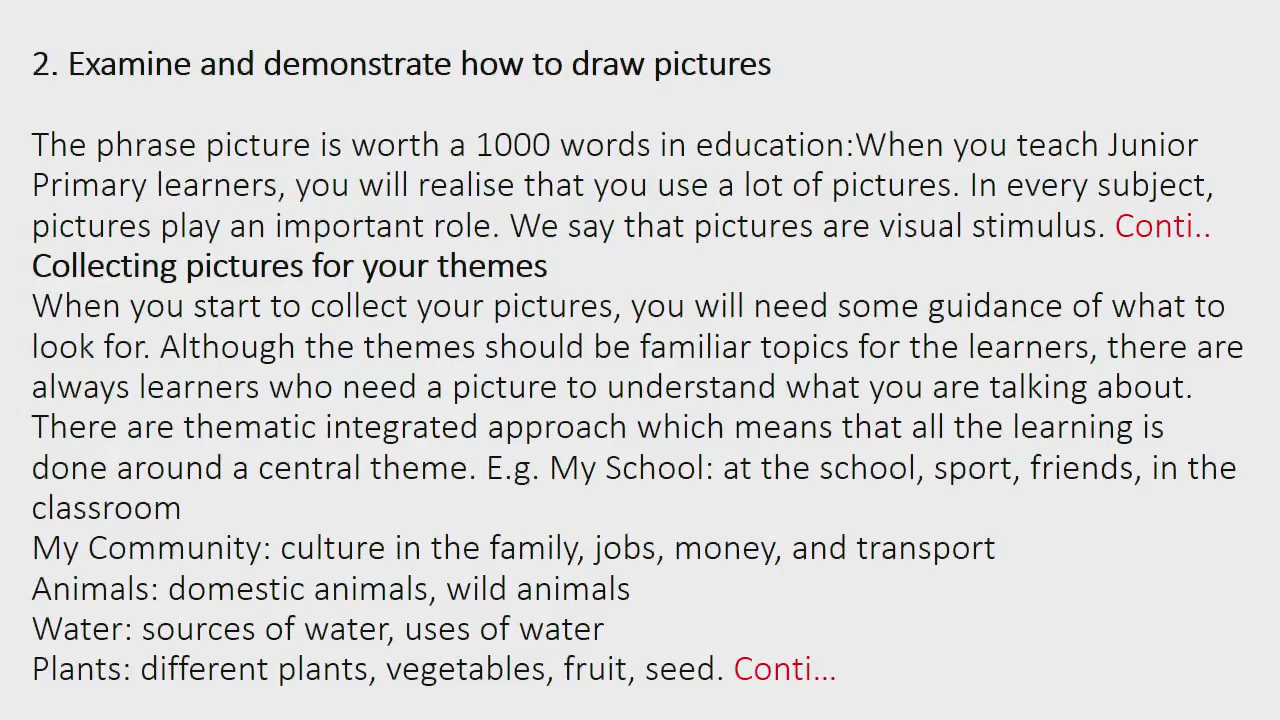 2. Examine and demonstrate how to draw pictures
The phrase picture is worth a 1000 words in education:When you teach Junior
Primary learners, you will realise that you use a lot of pictures. In every subject,
pictures play an important role. We say that pictures are visual stimulus. Conti..
Collecting pictures for your themes
When you start to collect your pictures, you will need some guidance of what to
look for. Although the themes should be familiar topics for the learners, there are
always learners who need a picture to understand what you are talking about.
There are thematic integrated approach which means that all the learning is
done around a central theme. E.g. My School: at the school, sport, friends, in the
classroom
My Community: culture in the family, jobs, money, and transport
Animals: domestic animals, wild animals
Water: sources of water, uses of water
Plants: different plants, vegetables, fruit, seed. Conti...